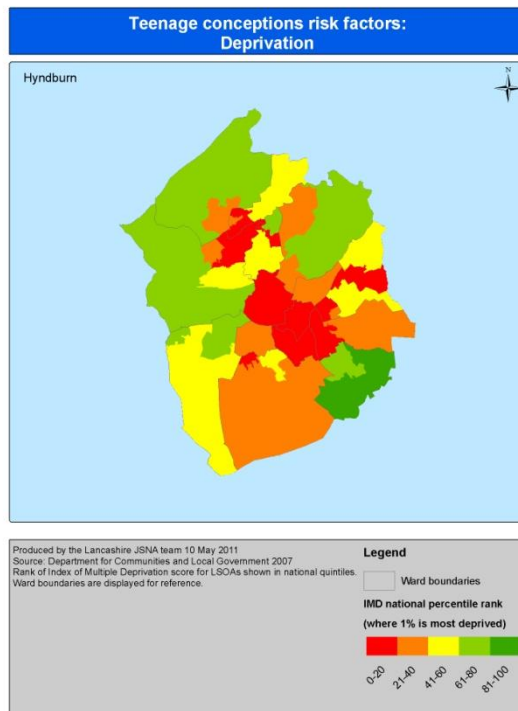 Teenage conceptions risk factors:
Deprivation
Hyndburn
N
Produced by the Lancashire JSNA team 10 May 2011
Source: Department for Communities and Local Government 2007
Rank of Index of Multiple Deprivation score for LSOAs shown in national quintiles.
Ward boundaries are displayed for reference.
Legend
Ward boundaries
IMD national percentile rank
(where 1% is most deprived)
0-20
21-40
41-60
61-80
81-100